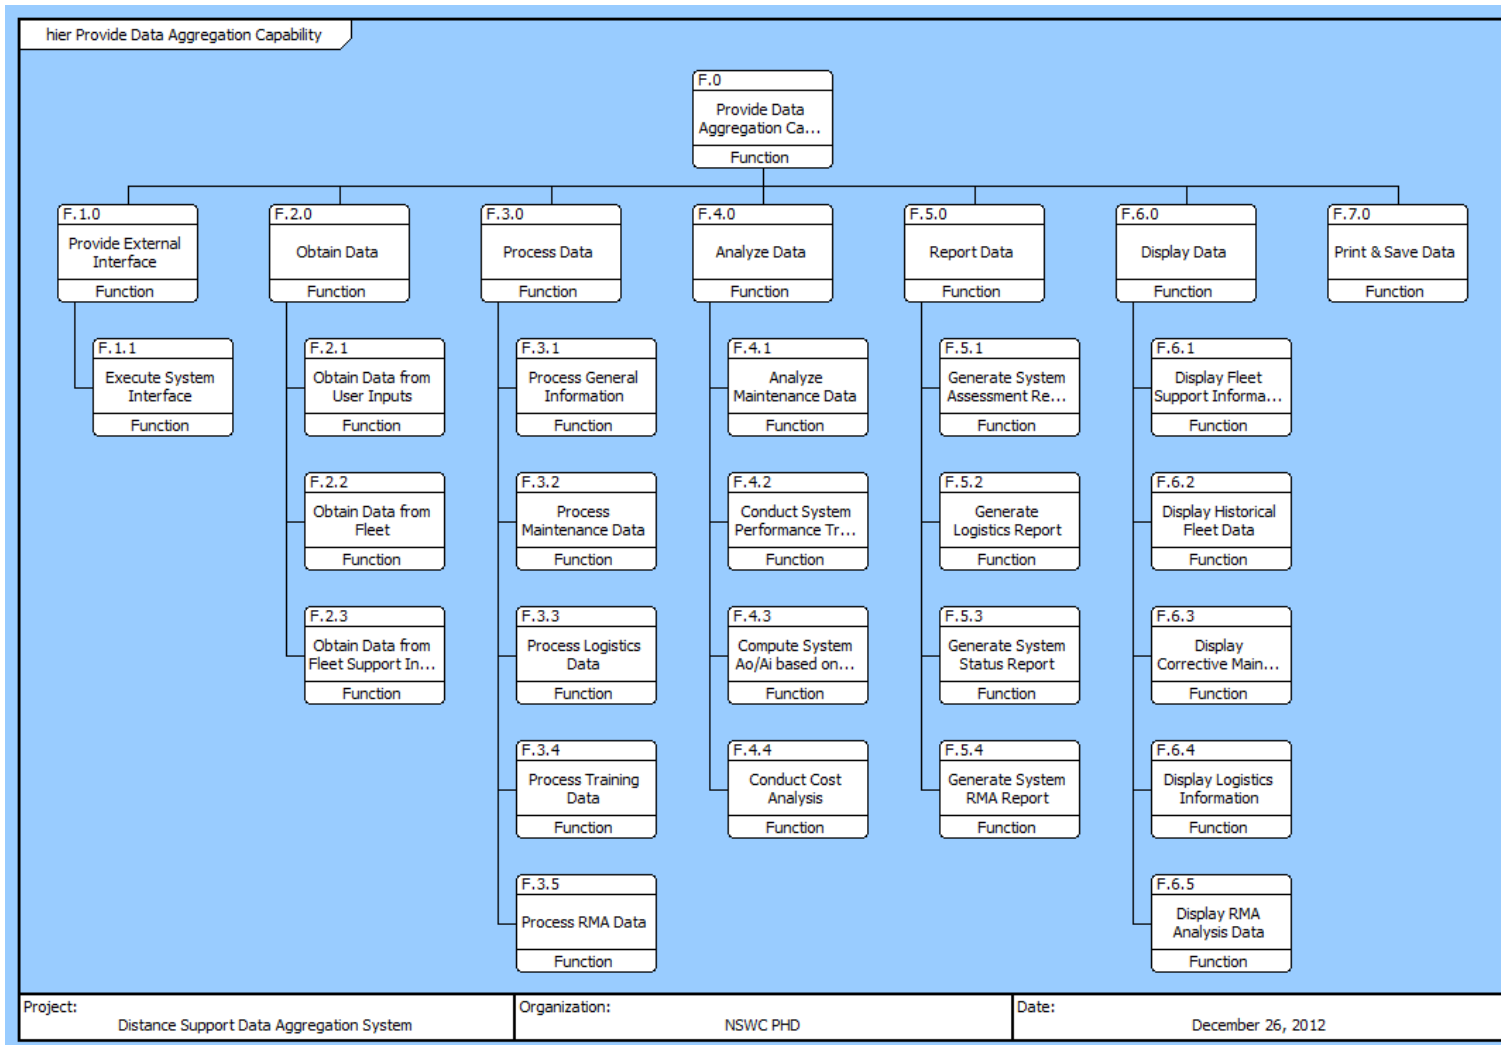 hier Provide Data Aggregation Capability
F.0
Provide Data
Aggregation Ca...
Function
F.1.0
Provide External
Interface
Function
F.2.0
Obtain Data
Function
F.3.0
Process Data
Function
F.4.0
Analyze Data
Function
F.5.0
Report Data
Function
F.6.0
Display Data
Function
F.7.0
Print & Save Data
Function
F.1.1
Execute System
Interface
Function
F.2.1
Obtain Data from
User Inputs
Function
F.3.1
Process General
Information
Function
F.4.1
Analyze
Maintenance Data
Function
F.5.1
Generate System
Assessment Re...
Function
F.6.1
Display Fleet
Support Informa...
Function
F.2.2
Obtain Data from
Fleet
Function
F.3.2
Process
Maintenance Data
Function
F.4.2
Conduct System
Performance Tr...
Function
F.5.2
Generate
Logistics Report
Function
F.6.2
Display Historical
Fleet Data
Function
F.2.3
Obtain Data from
Fleet Support In...
Function
F.3.3
Process Logistics
Data
Function
F.4.3
Compute System
Ao/Ai based on...
Function
F.5.3
Generate System
Status Report
Function
F.6.3
Display
Corrective Main...
Function
F.3.4
Process Training
Data
Function
F.4.4
Conduct Cost
Analysis
Function
F.5.4
Generate System
RMA Report
Function
F.6.4
Display Logistics
Information
Function
F.3.5
Process RMA Data
Function
F.6.5
Display RMA
Analysis Data
Function
Project:
Distance Support Data Aggregation System
Organization:
NSWC PHD
Date:
December 26, 2012